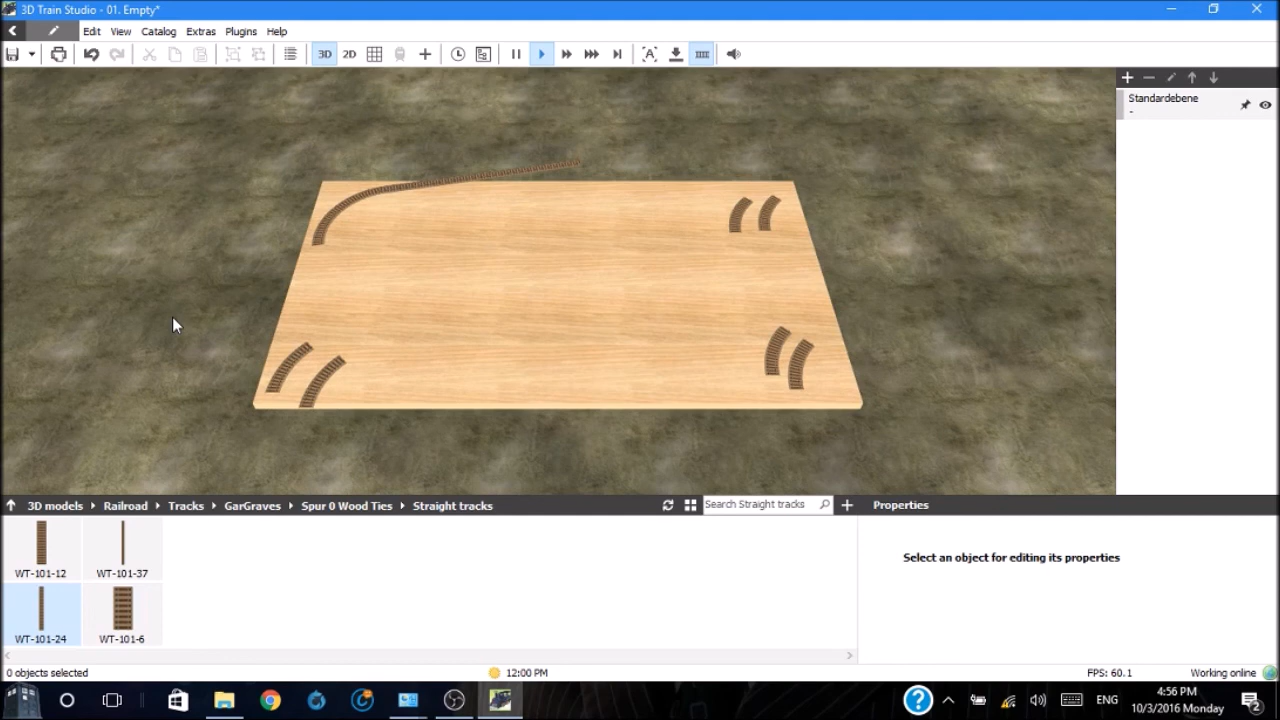 3D Train Studio - 01. Empty*
Edit View Catalog Extras Plugins Help
3D 2D
Standardebene
-
3D models Railroad Tracks GarGraves Spur 0 Wood Ties Straight tracks
Search Straight tracks
Properties
WT-101-12 WT-101-37
WT-101-24 WT-101-6
Select an object for editing its properties
0 objects selected
12:00 PM
FPS: 60.1
Working online
ENG
4:56 PM
10/3/2016 Monday
2